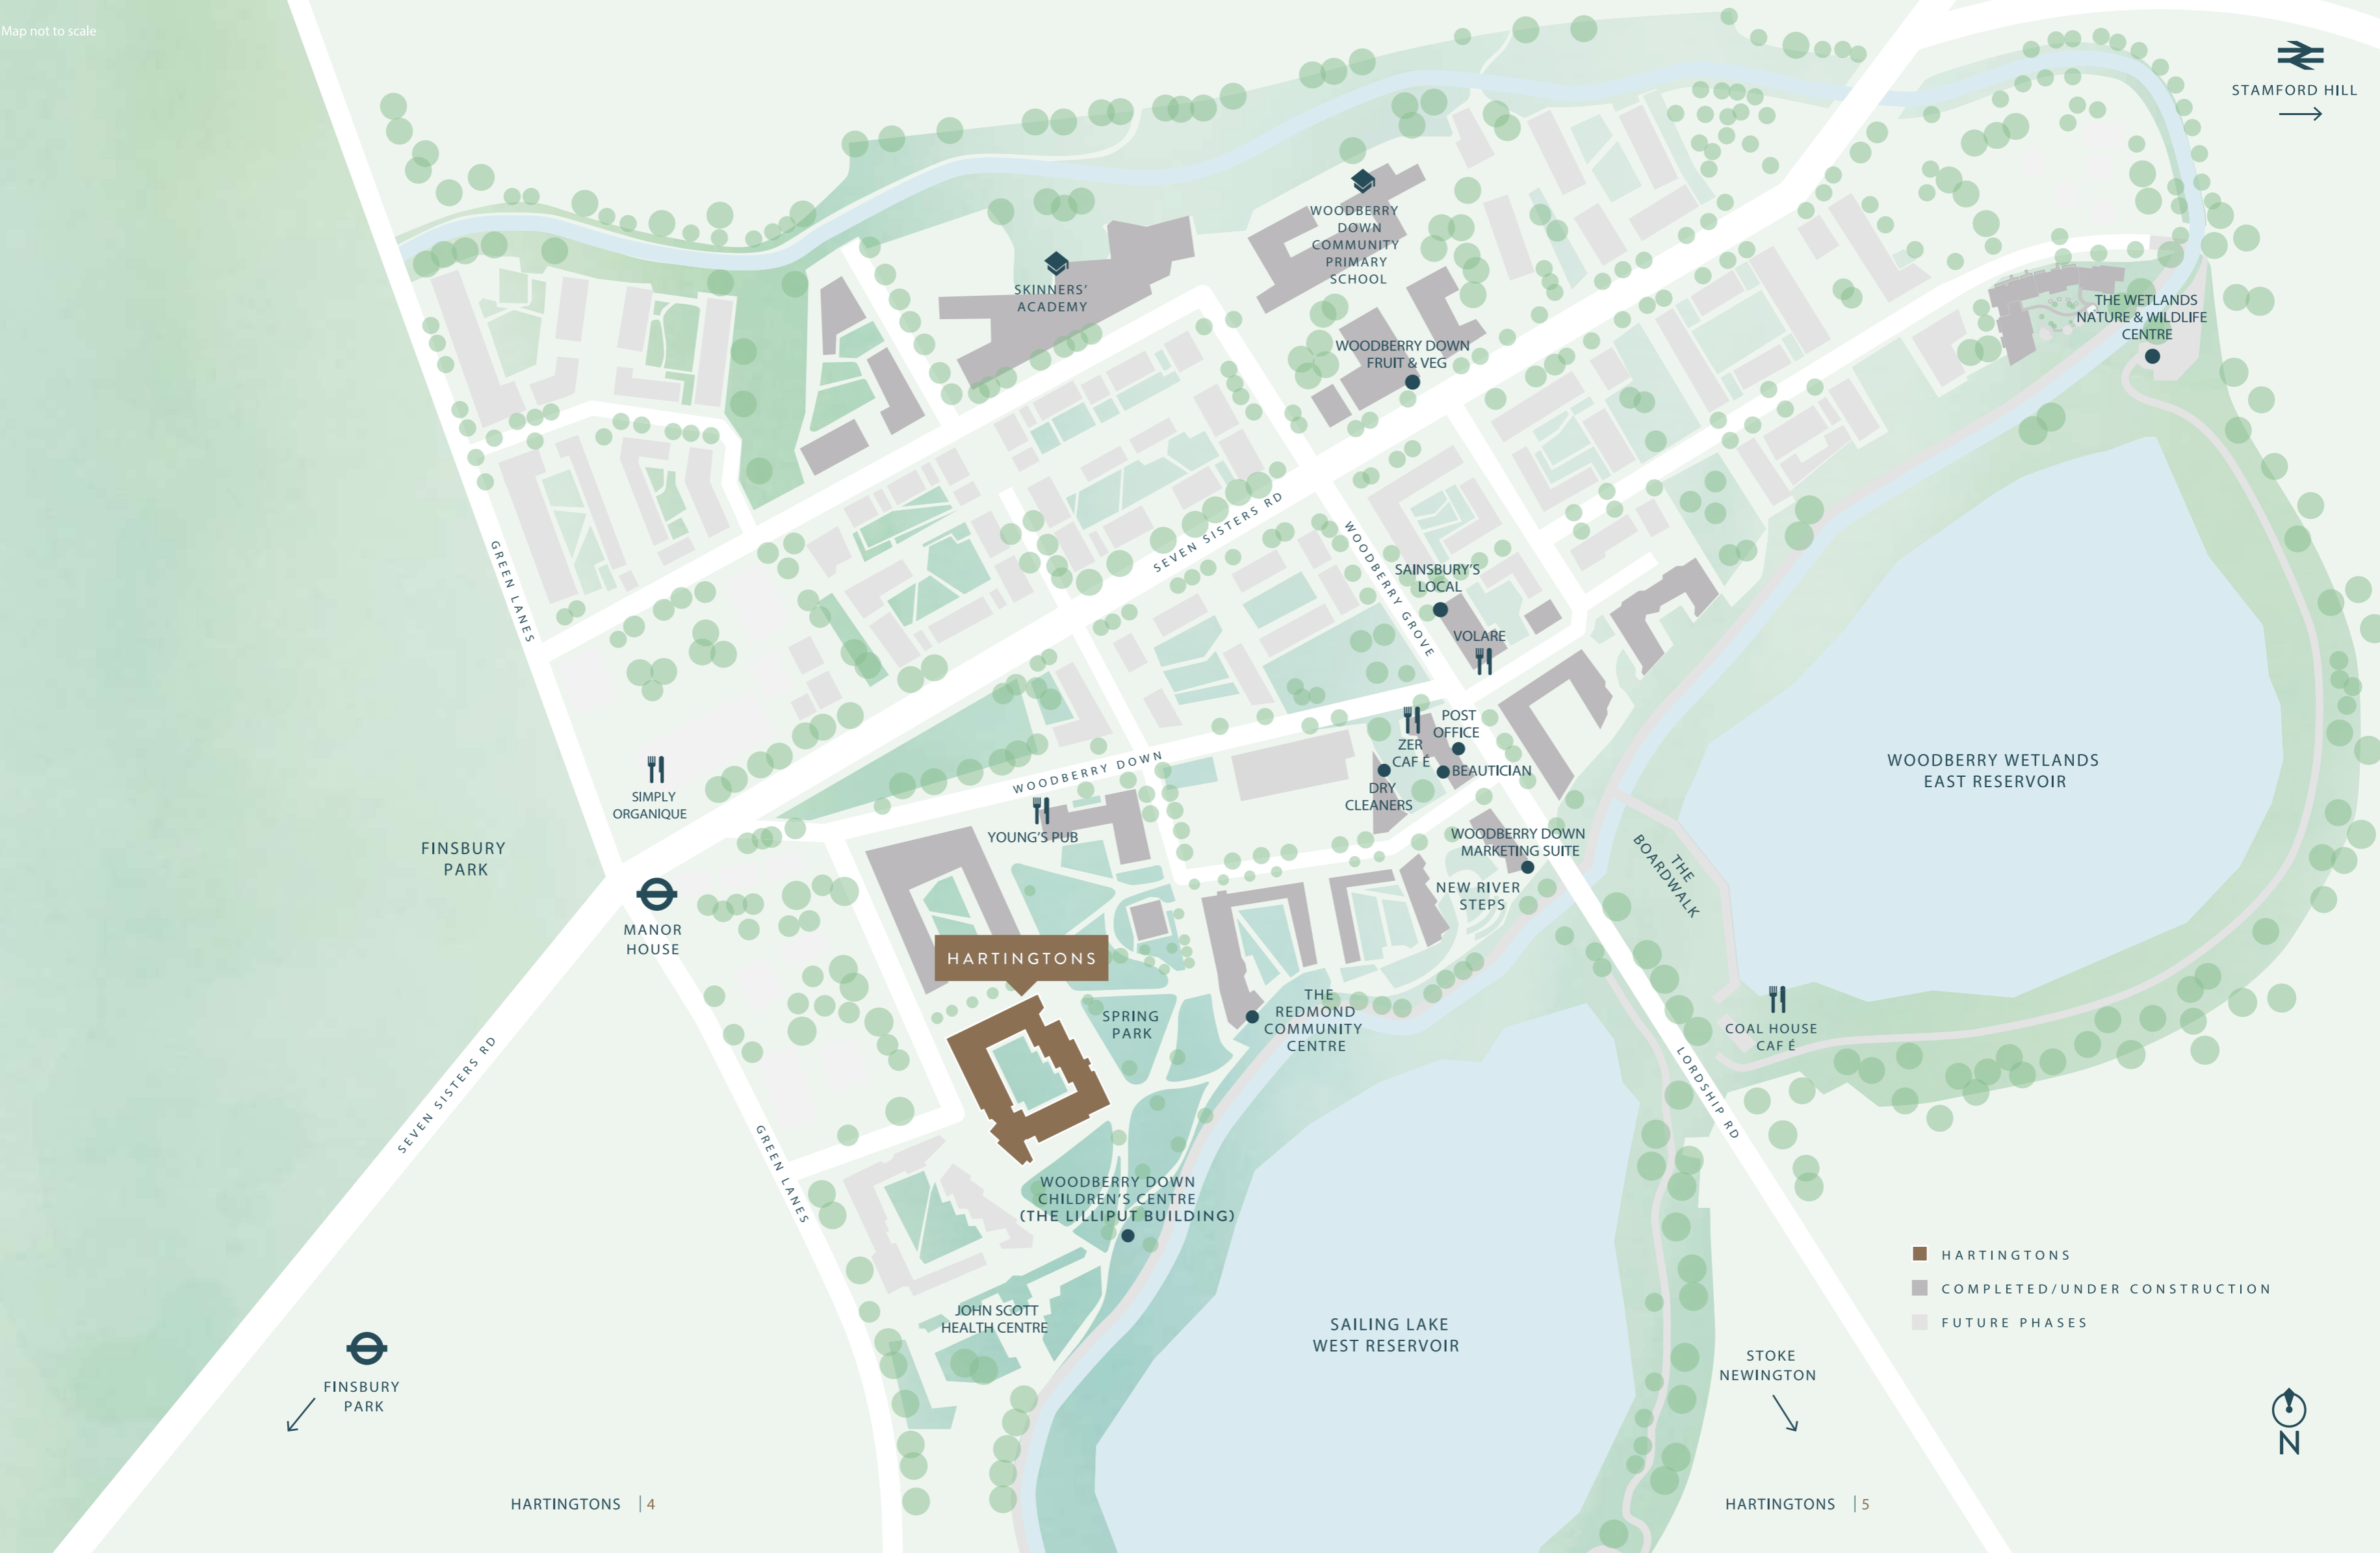 Map not to scale
STAMFORD HILL
WOODBERRY
DOWN
COMMUNITY
PRIMARY
SCHOOL
SKINNERS'
ACADEMY
THE WETLANDS
NATURE & WILDLIFE
CENTRE
WOODBERRY DOWN
FRUIT & VEG
SEVEN SISTERS RD
WOODBERRY GROVE
GREEN LANES
SAINSBURY'S
LOCAL
VOLARE
POST
OFFICE
ZER
CAF É
BEAUTICIAN
DRY
CLEANERS
WOODBERRY WETLANDS
EAST RESERVOIR
WOODBERRY DOWN
SIMPLY
ORGANIQUE
YOUNG'S PUB
WOODBERRY DOWN
MARKETING SUITE
THE
BOARDWALK
FINSBURY
PARK
NEW RIVER
STEPS
MANOR
HOUSE
HARTINGTONS
SPRING
PARK
THE
REDMOND
COMMUNITY
CENTRE
COAL HOUSE
CAF É
SEVEN SISTERS RD
LORDSHIP RD
GREEN LANES
WOODBERRY DOWN
CHILDREN'S CENTRE
(THE LILLIPUT BUILDING)
JOHN SCOTT
HEALTH CENTRE
SAILING LAKE
WEST RESERVOIR
HARTINGTONS
COMPLETED/UNDER CONSTRUCTION
FUTURE PHASES
STOKE
NEWINGTON
FINSBURY
PARK
N
HARTINGTONS | 4
HARTINGTONS | 5